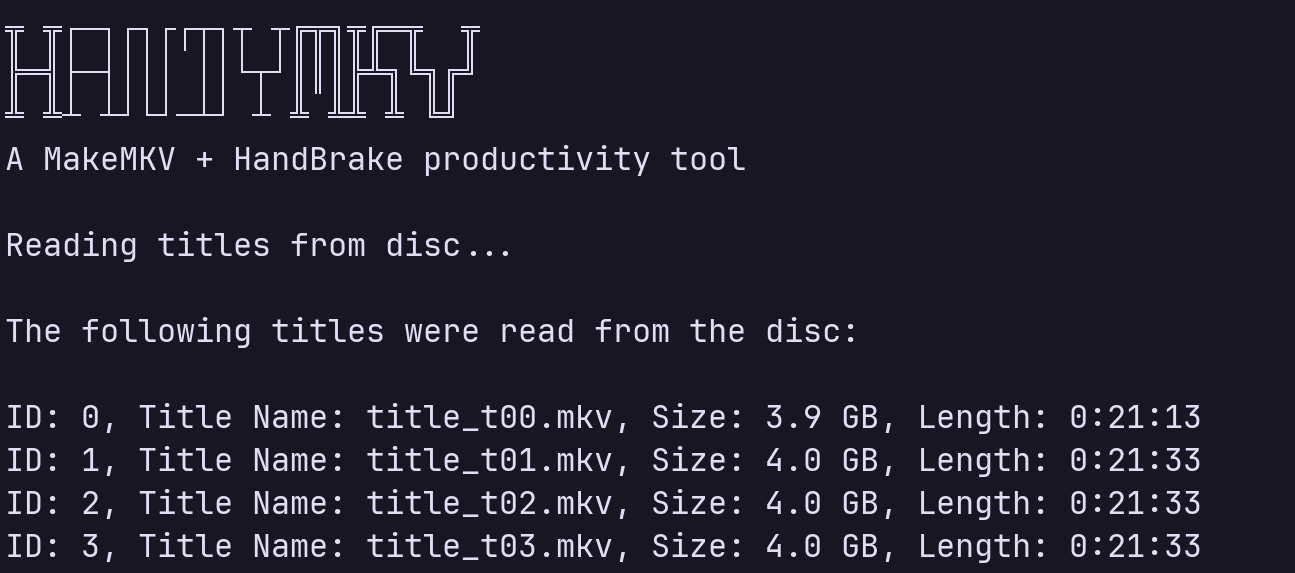 HANDYMKV
A MakeMKV + HandBrake productivity tool
Reading titles from disc...
The following titles were read from the disc:
ID: 0, Title Name: title_t00.mkv, Size: 3.9 GB, Length: 0:21:13
ID: 1, Title Name: title_t01.mkv, Size: 4.0 GB, Length: 0:21:33
ID: 2, Title Name: title_t02.mkv, Size: 4.0 GB, Length: 0:21:33
ID: 3, Title Name: title_t03.mkv, Size: 4.0 GB, Length: 0:21:33